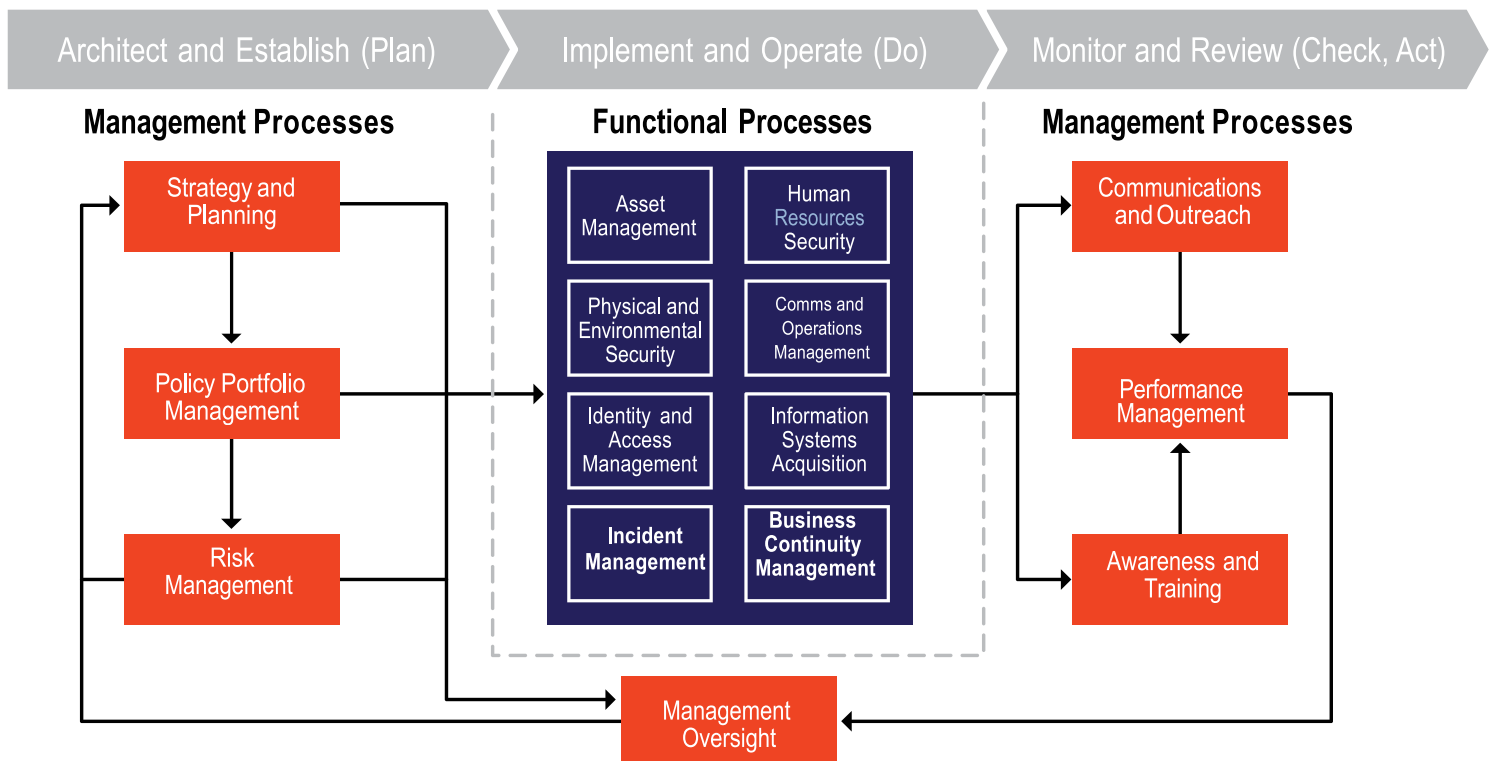 Architect and Establish (Plan)
Implement and Operate (Do)
Monitor and Review (Check, Act)
Management Processes
Functional Processes
Management Processes
Strategy and
Planning
Policy Portfolio
Management
Risk
Management
Asset
Management
Human
Resources
Security
Physical and
Environmental
Security
Comms and
Operations
Management
Identity and
Access
Management
Information
Systems
Acquisition
Incident
Management
Business
Continuity
Management
Communications
and Outreach
Performance
Management
Awareness and
Training
Management
Oversight